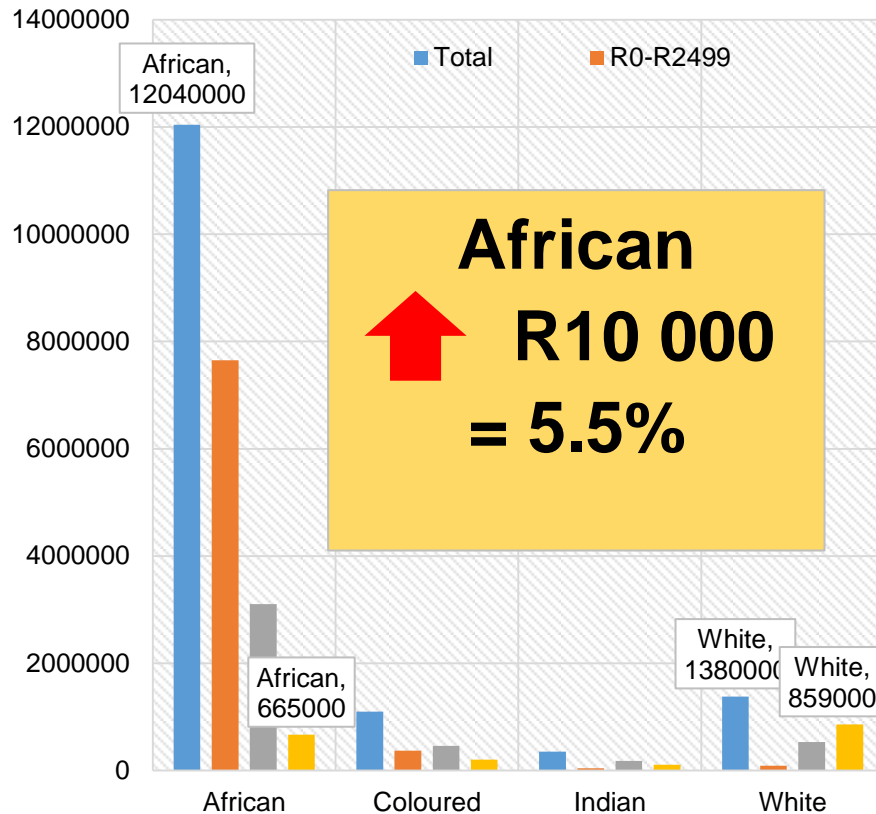 14000000
12000000
10000000
8000000
6000000
4000000
2000000
0
Total
R0-R2499
African,
12040000
African
R10 000
= 5.5%
African,
665000
White,
1380000
White,
859000
African
Coloured
Indian
White